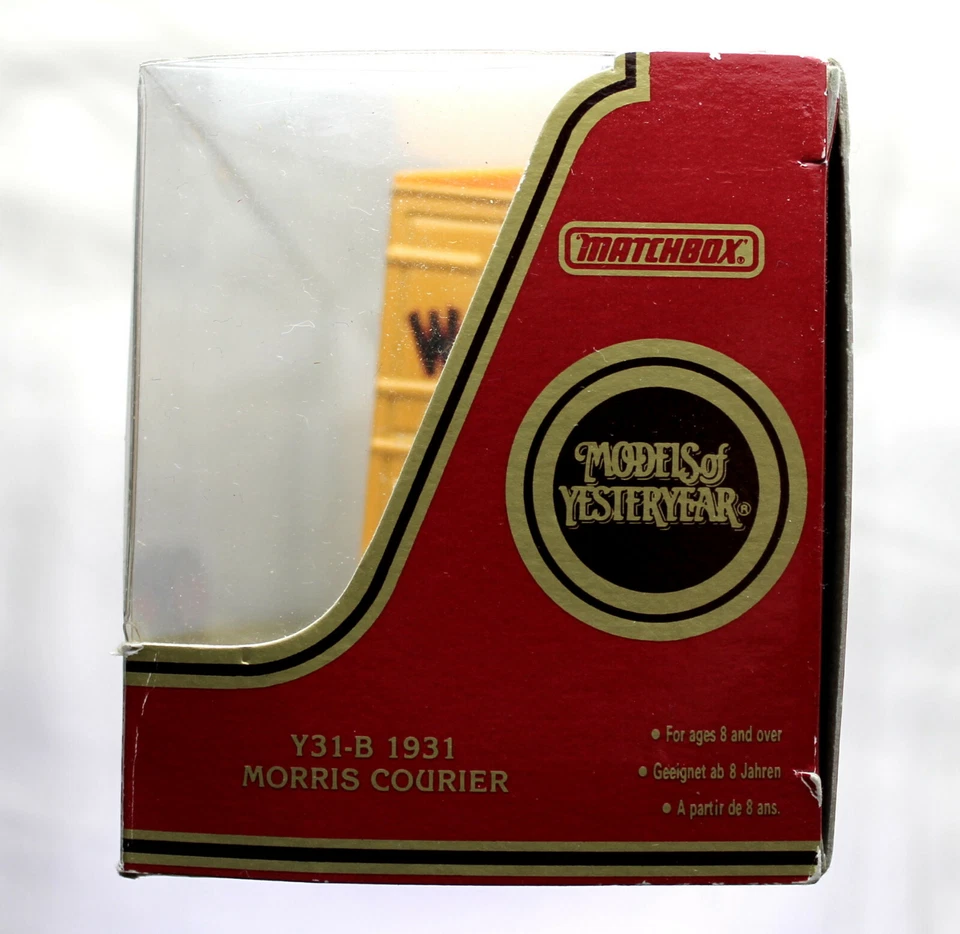 W
MATCHBOX®
MODELS of
YESTERYEAR®
Y31-B 1931
MORRIS COURIER
• For ages 8 and over
• Geeignet ab 8 Jahren
• A partir de 8 ans.